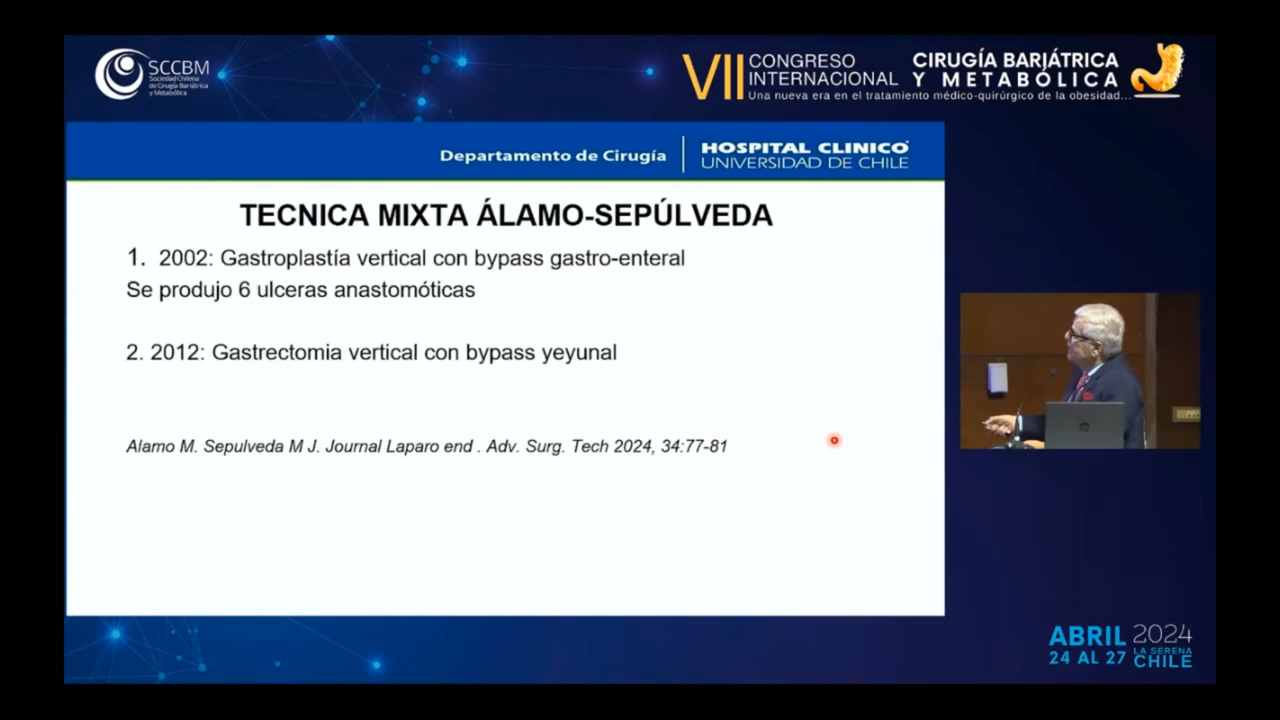 SCCBM
Sociedad Chilena
de Cirugía Bariátrica
y Metabólica
VII CONGRESO
INTERNACIONAL
CIRUGÍA BARIÁTRICA
Y METABÓLICA
Una nueva era en el tratamiento médico-quirúrgico de la obesidad...
Departamento de Cirugía
HOSPITAL CLINICO
UNIVERSIDAD DE CHILE
TECNICA MIXTA ÁLAMO-SEPÚLVEDA
1. 2002: Gastroplastía vertical con bypass gastro-enteral
Se produjo 6 ulceras anastomóticas
2. 2012: Gastrectomia vertical con bypass yeyunal
Alamo M. Sepulveda M J. Journal Laparo end . Adv. Surg. Tech 2024, 34:77-81
hp
ABRIL 2024
24 AL 27 LA SERENA
CHILE